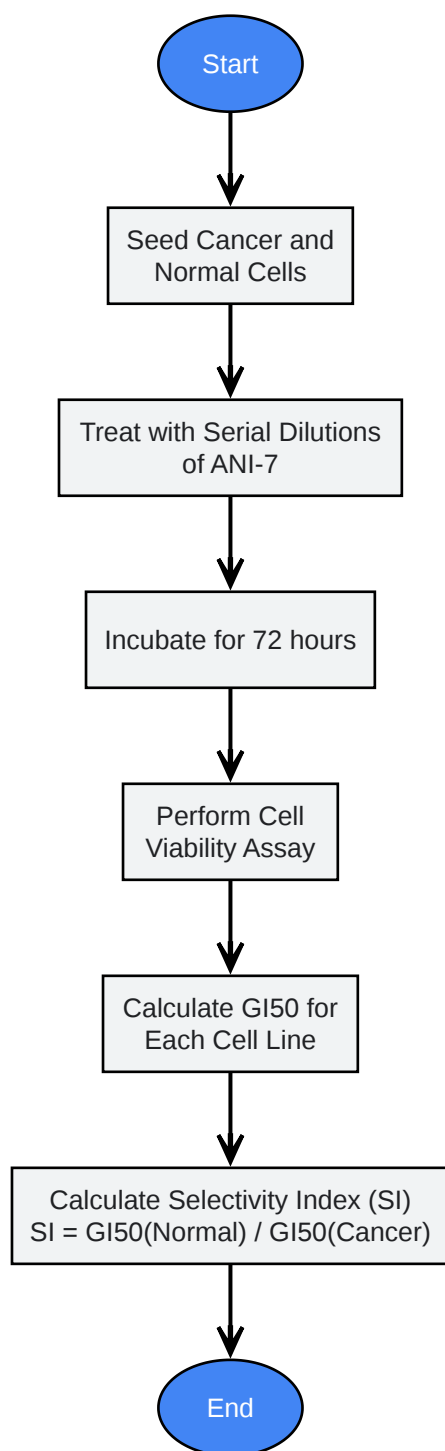 Start
Seed Cancer and
Normal Cells
Treat with Serial Dilutions
of ANI-7
Incubate for 72 hours
Perform Cell
Viability Assay
Calculate GI50 for
Each Cell Line
Calculate Selectivity Index (SI)
SI = GI50(Normal) / GI50(Cancer)
End